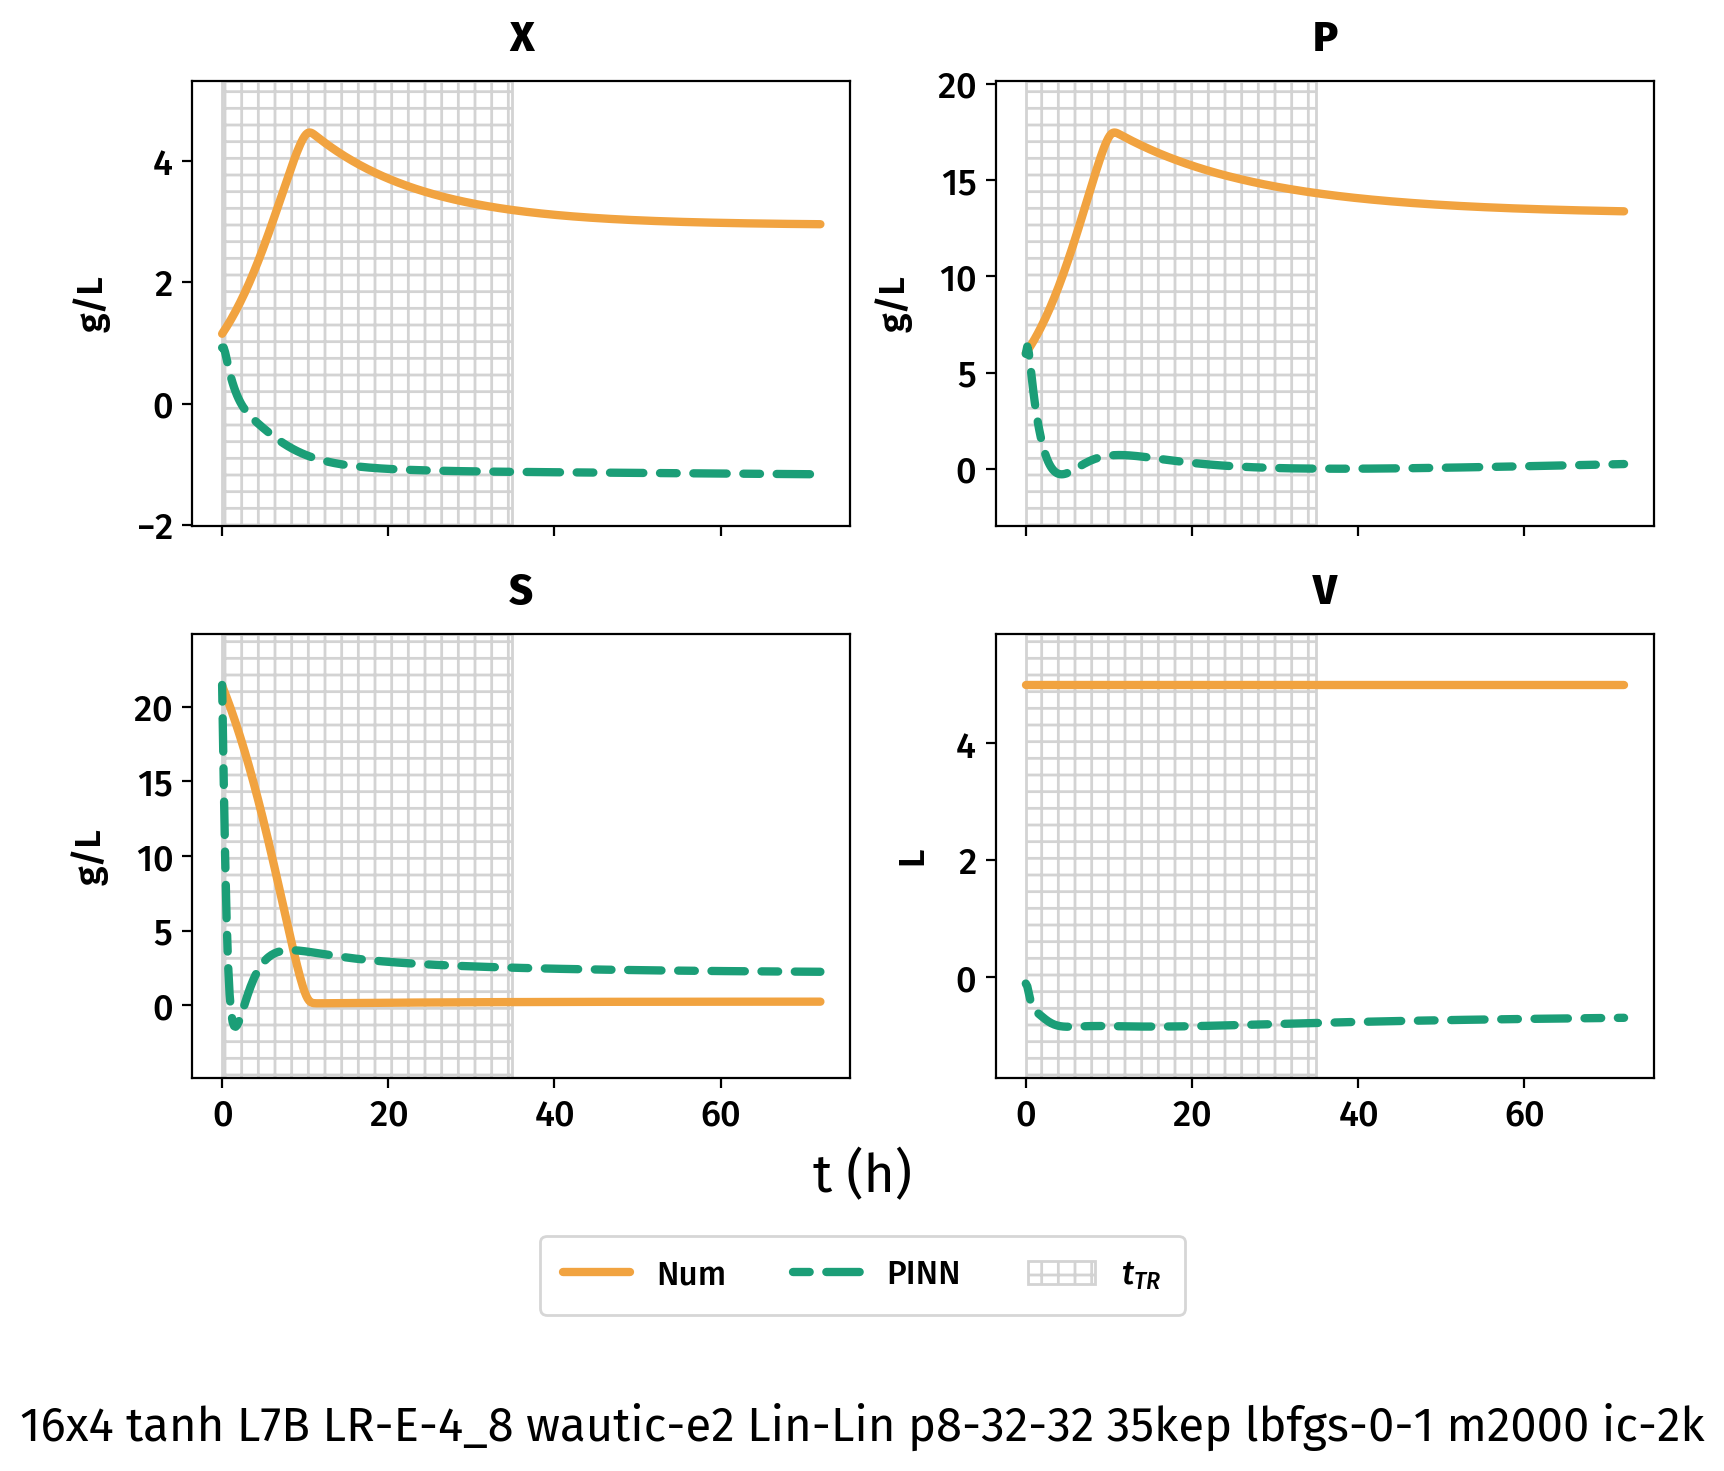 X
P
4
2
0
−2
g/L
20
15
10
5
0
g/L
S
V
20
15
10
5
0
g/L
0 20 40 60
4
2
0
L
0 20 40 60
t (h)
Num PINN t_TR
16x4 tanh L7B LR-E-4_8 wautic-e2 Lin-Lin p8-32-32 35kep lbfgs-0-1 m2000 ic-2k